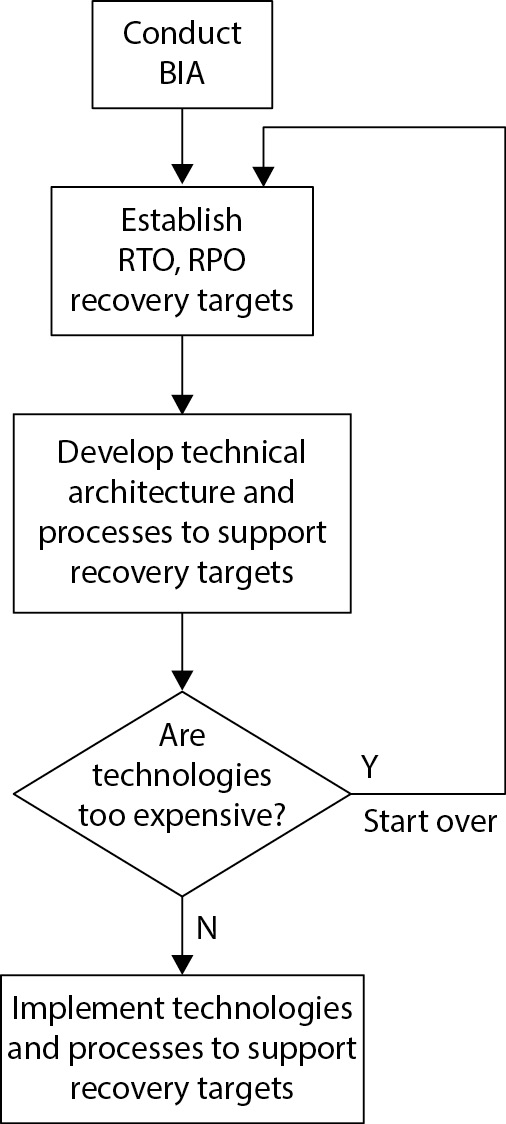 Conduct
BIA
Establish
RTO, RPO
recovery targets
Develop technical
architecture and
processes to support
recovery targets
Are
technologies
too expensive?
Y
Start over
N
Implement technologies
and processes to support
recovery targets